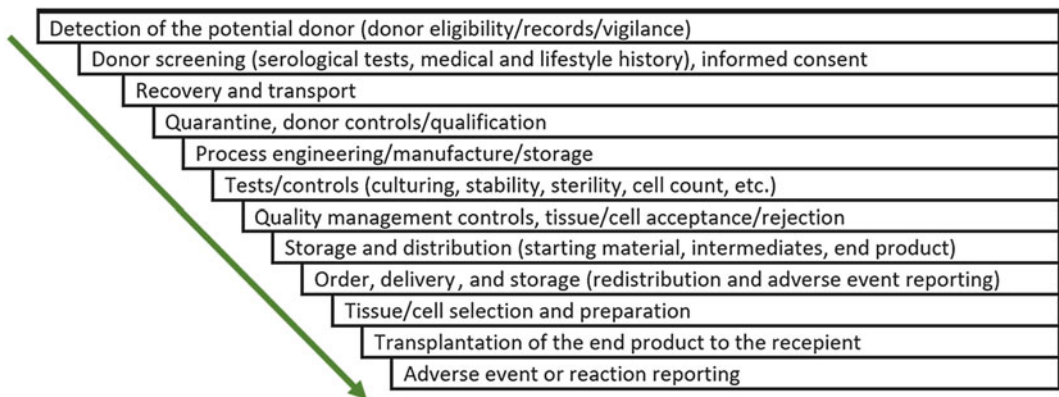 Detection of the potential donor (donor eligibility/records/vigilance)
Donor screening (serological tests, medical and lifestyle history), informed consent
Recovery and transport
Quarantine, donor controls/qualification
Process engineering/manufacture/storage
Tests/controls (culturing, stability, sterility, cell count, etc.)
Quality management controls, tissue/cell acceptance/rejection
Storage and distribution (starting material, intermediates, end product)
Order, delivery, and storage (redistribution and adverse event reporting)
Tissue/cell selection and preparation
Transplantation of the end product to the recepient
Adverse event or reaction reporting